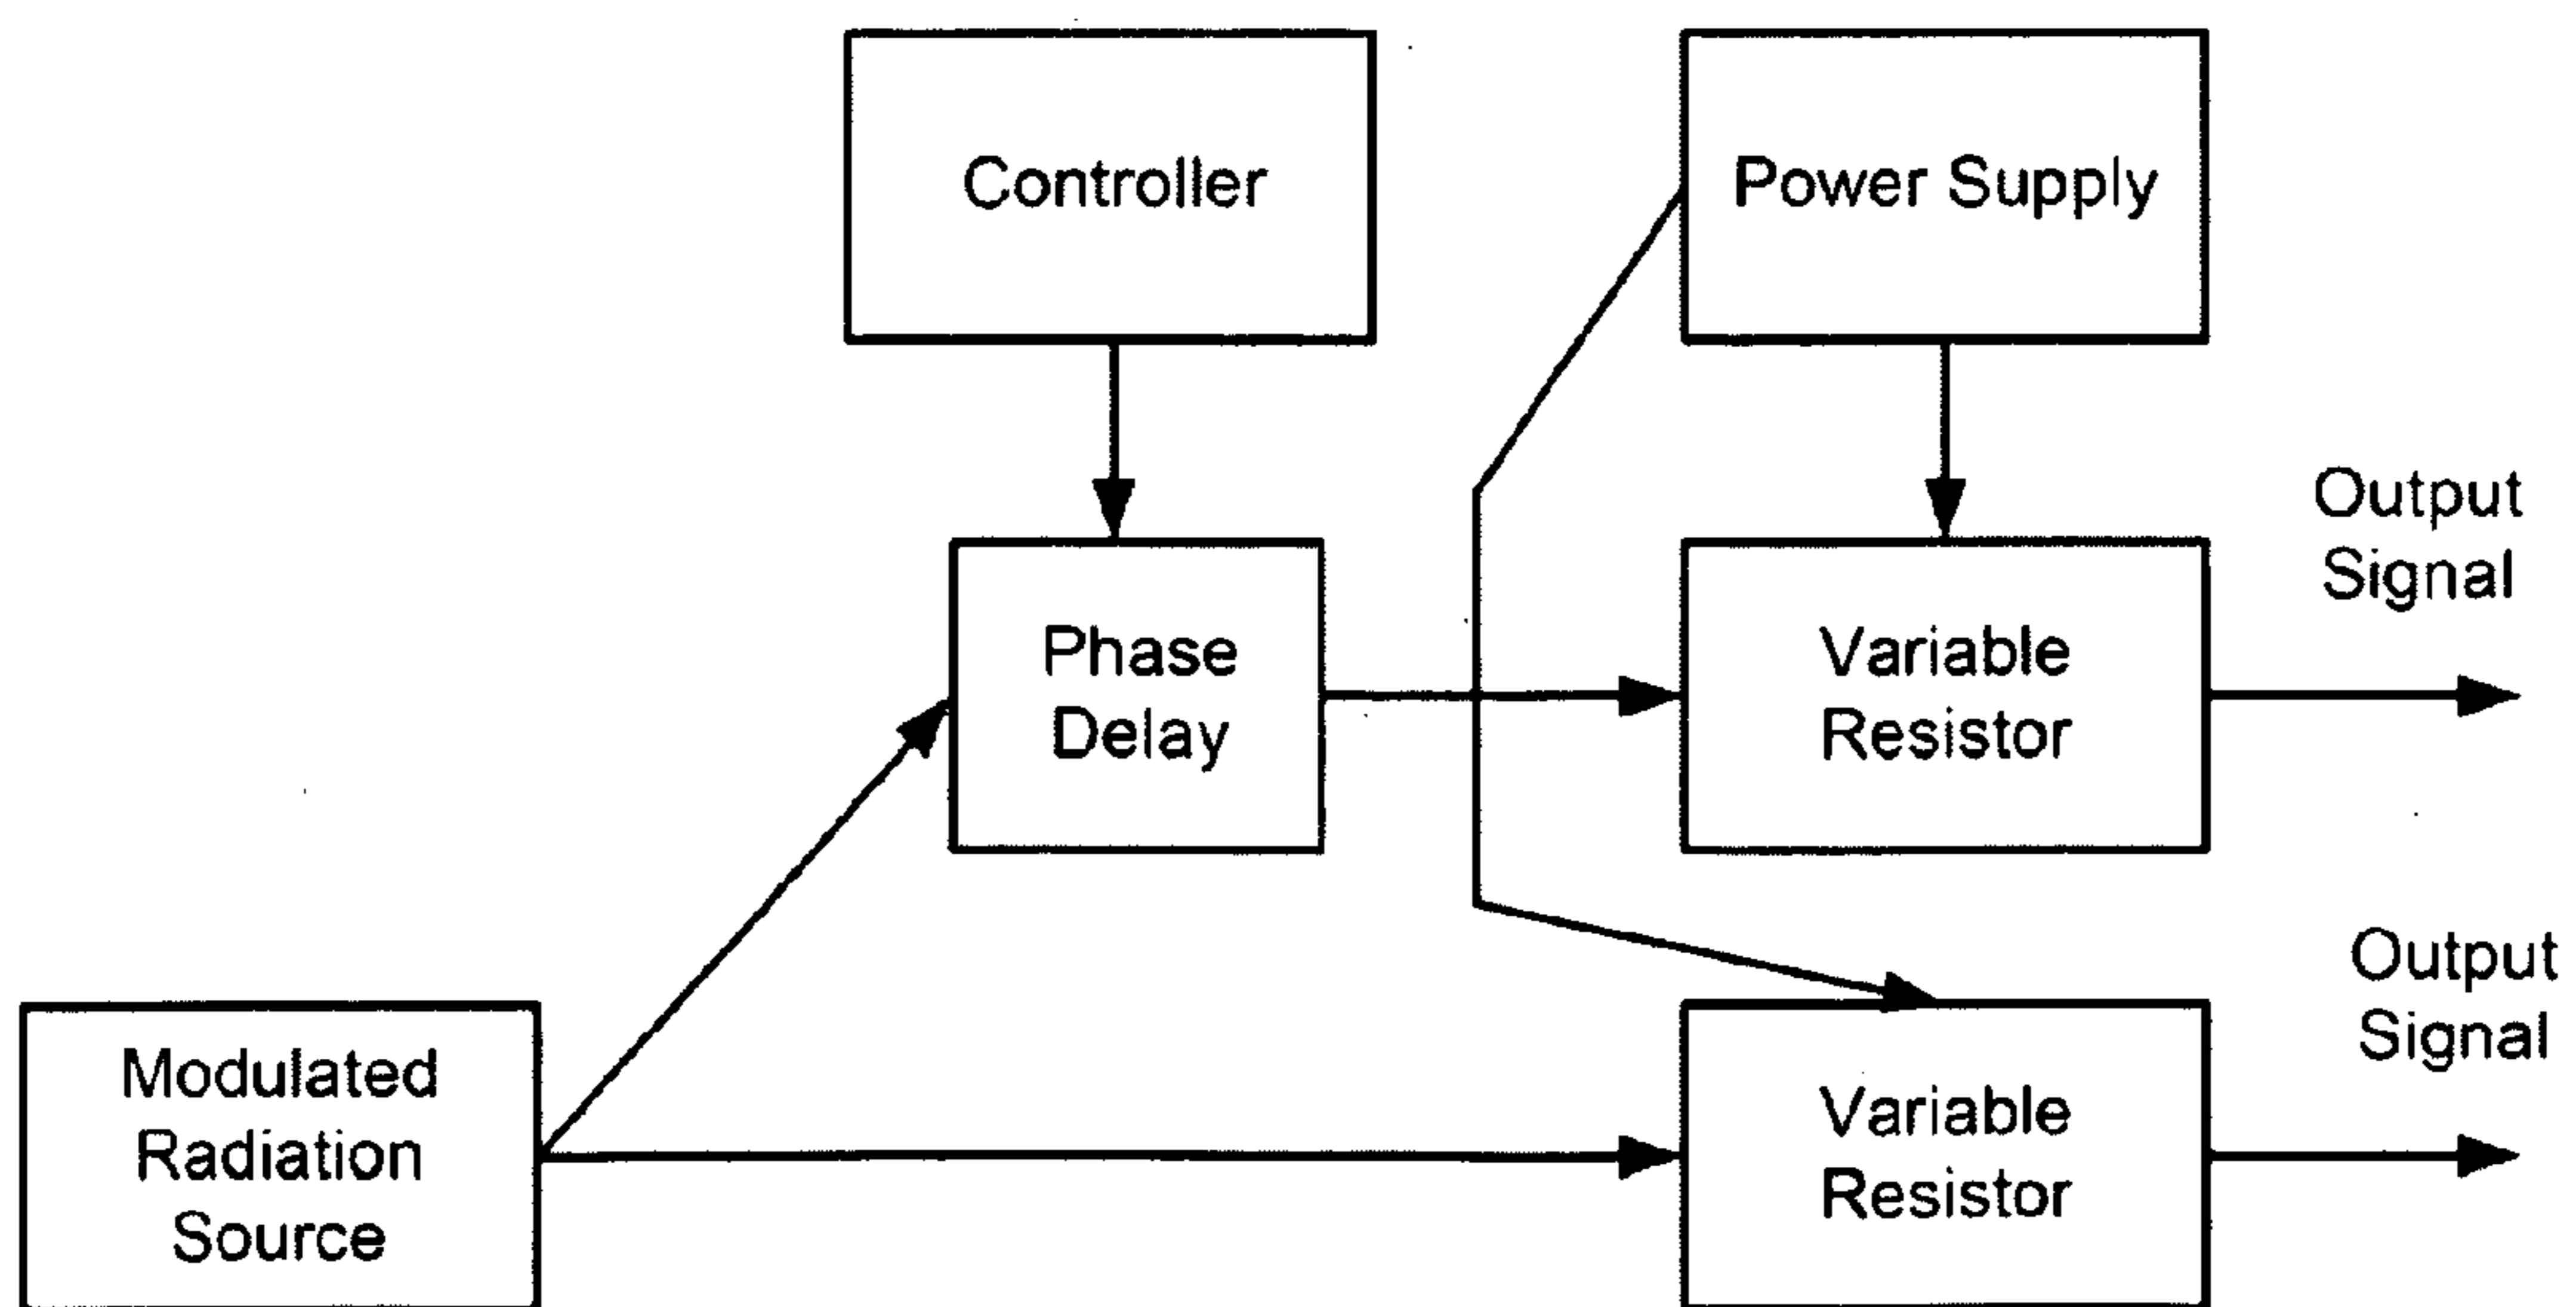 Controller
Power Supply
Output
Signal
Phase
Delay
Variable
Resistor
Output
Signal
Modulated
Radiation
Source
Variable
Resistor